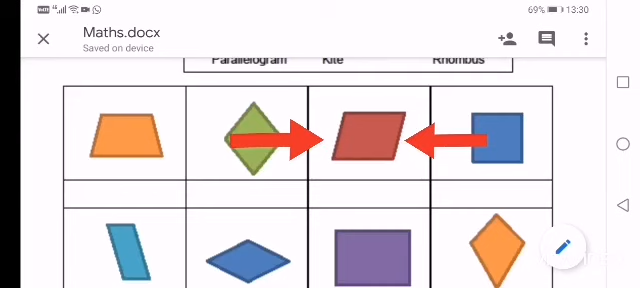 69% 13:30
Maths.docx
Saved on device
Parallelogram Kite Rhombus